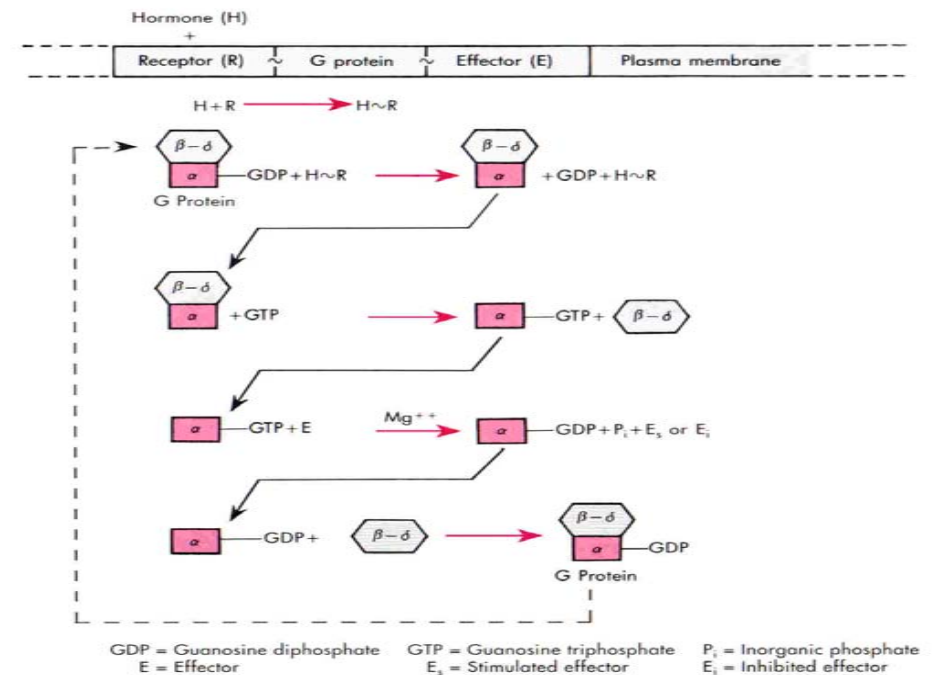 Hormone (H)
+
Receptor (R) ~ G protein ~ Effector (E) Plasma membrane
H+R H~R
β–δ β–δ
α GDP+H~R α +GDP+H~R
G Protein
β–δ
α +GTP α GTP+ β–δ
Mg++
α GTP+E α GDP+Pi+Es or Ei
β–δ
α GDP+ β–δ α GDP
G Protein
GDP = Guanosine diphosphate GTP = Guanosine triphosphate Pi = Inorganic phosphate
E = Effector Es = Stimulated effector Ei = Inhibited effector